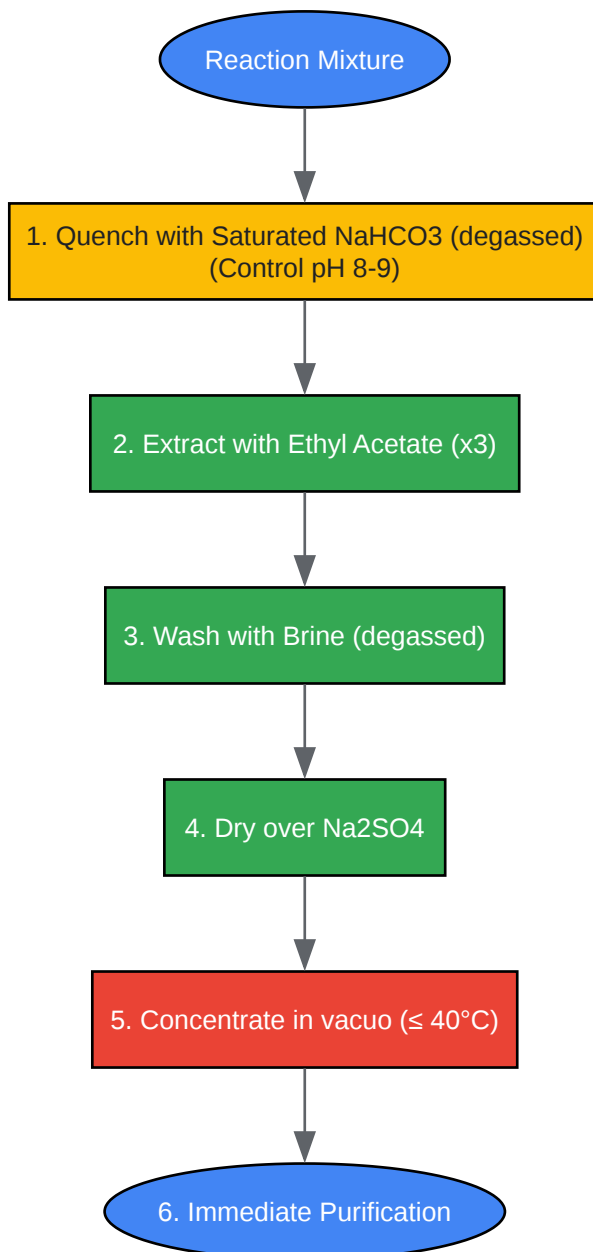 Reaction Mixture
1. Quench with Saturated NaHCO3 (degassed)
(Control pH 8-9)
2. Extract with Ethyl Acetate (x3)
3. Wash with Brine (degassed)
4. Dry over Na2SO4
5. Concentrate in vacuo (≤ 40°C)
6. Immediate Purification